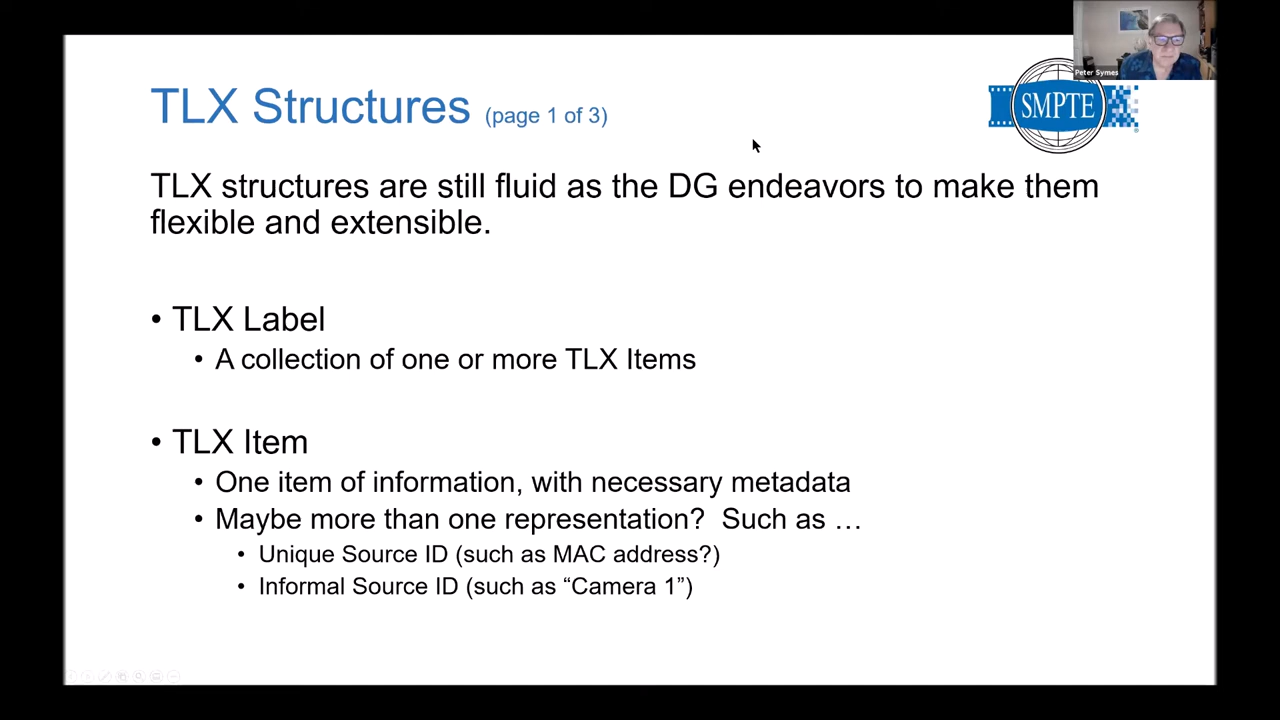 Peter Symes
SMPTE
TLX Structures (page 1 of 3)
TLX structures are still fluid as the DG endeavors to make them
flexible and extensible.
• TLX Label
• A collection of one or more TLX Items
• TLX Item
• One item of information, with necessary metadata
• Maybe more than one representation?  Such as …
• Unique Source ID (such as MAC address?)
• Informal Source ID (such as “Camera 1”)